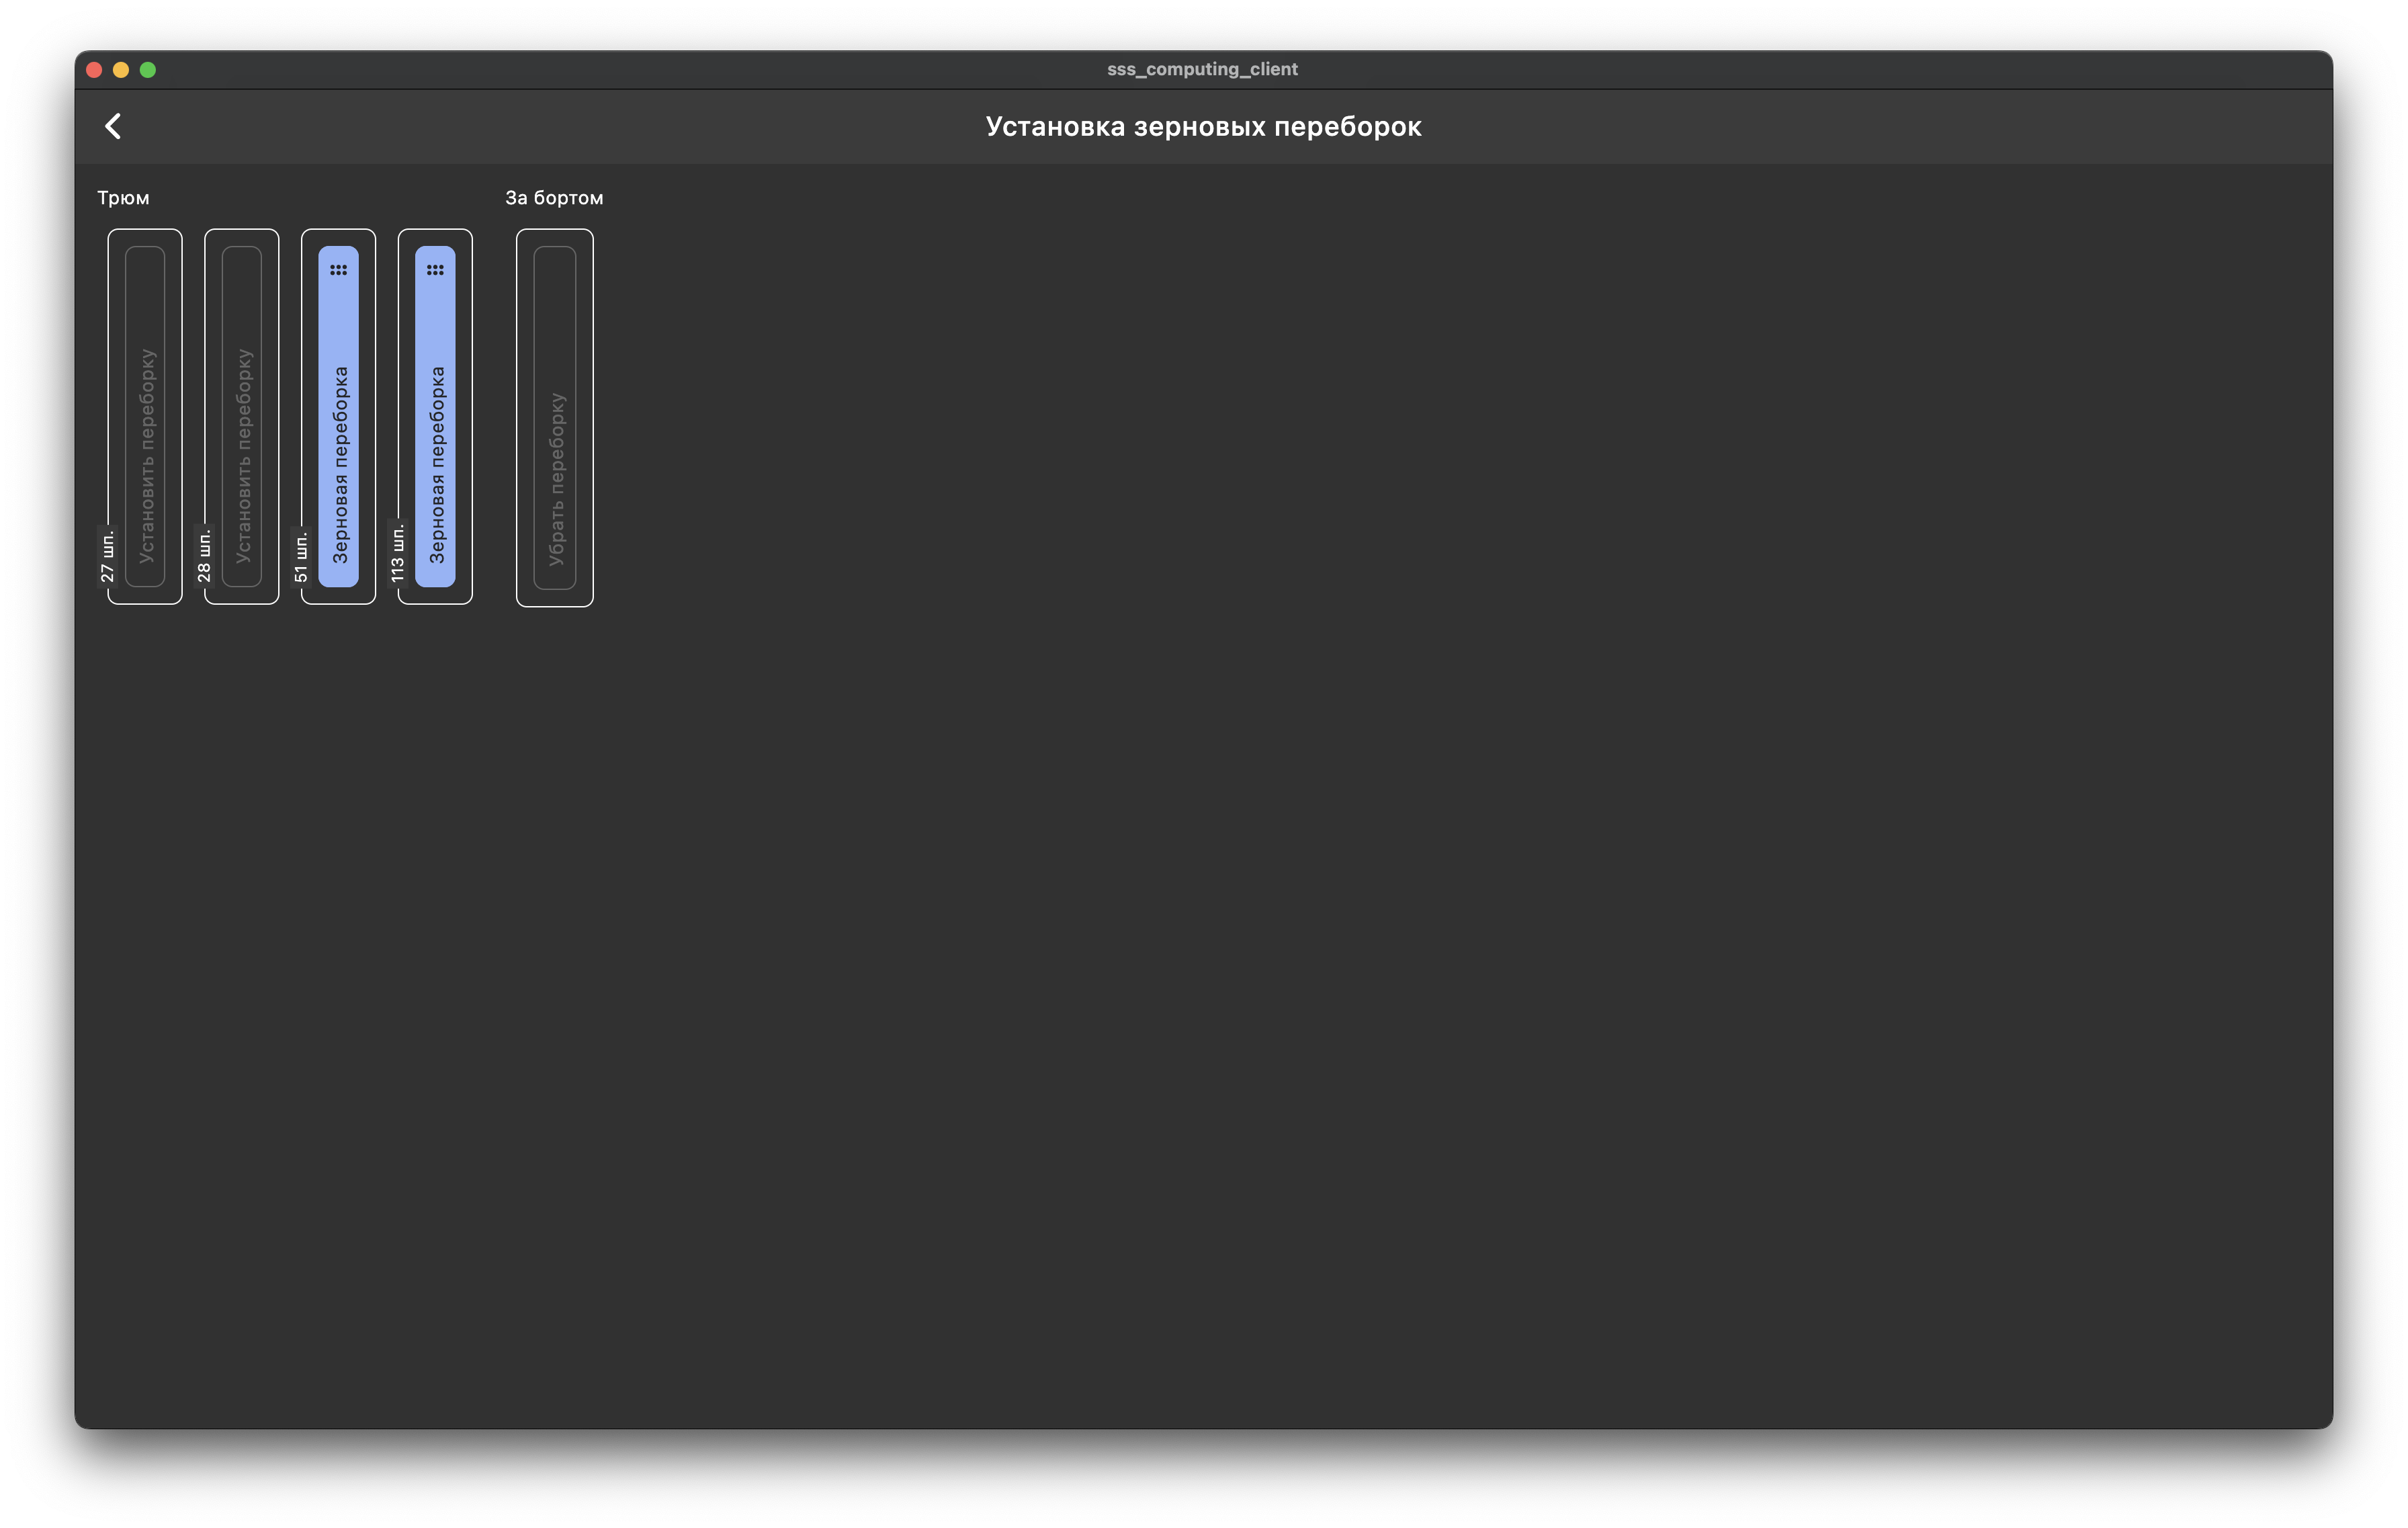 sss_computing_client
Установка зерновых переборок
Трюм
За бортом
27 шп.
Установить переборку
28 шп.
Установить переборку
51 шп.
Зерновая переборка
113 шп.
Зерновая переборка
Убрать переборку